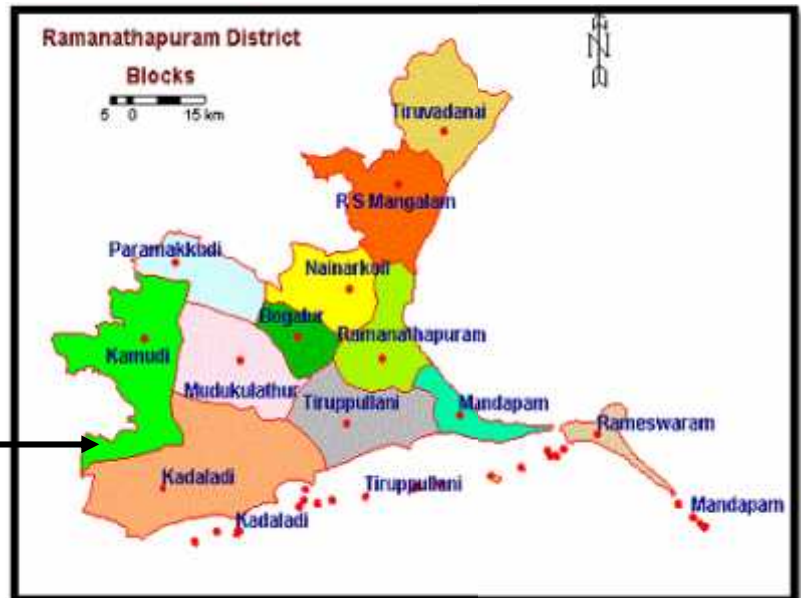 Ramanathapuram District
Blocks
5 0 15 km
N
Tiruvadanai
R S Mangalam
Paramakkudi
Nainarkoil
Bogalur
Ramanathapuram
Kamudi
Mudukulathur
Tiruppullani
Mandapam
Rameswaram
Kadaladi
Tiruppullani
Kadaladi
Mandapam